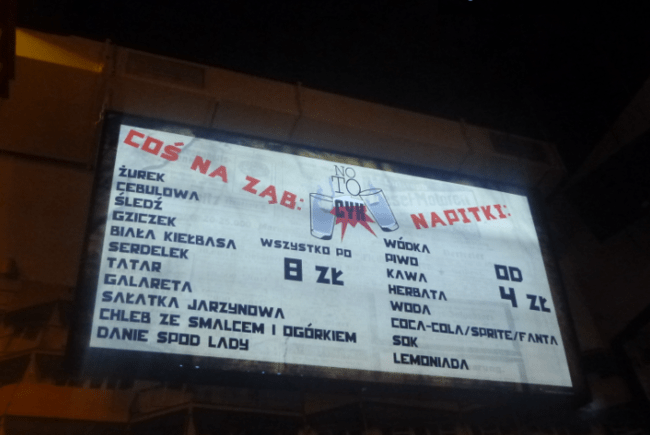 COŚ NA ZĄB:
ŻUREK
CEBULOWA
ŚLEDŹ
GZICZEK
BIAŁA KIEŁBASA
SERDELEK
TATAR
GALARETA
SAŁATKA JARZYNOWA
CHLEB ZE SMALCEM I OGÓRKIEM
DANIE SPOD LADY
WSZYSTKO PO
8 ZŁ
NO
TO
CYK
NAPITKI:
WÓDKA
PIWO
KAWA
HERBATA
WODA
COCA-COLA/SPRITE/FANTA
SOK
LEMONIADA
OD
4 ZŁ